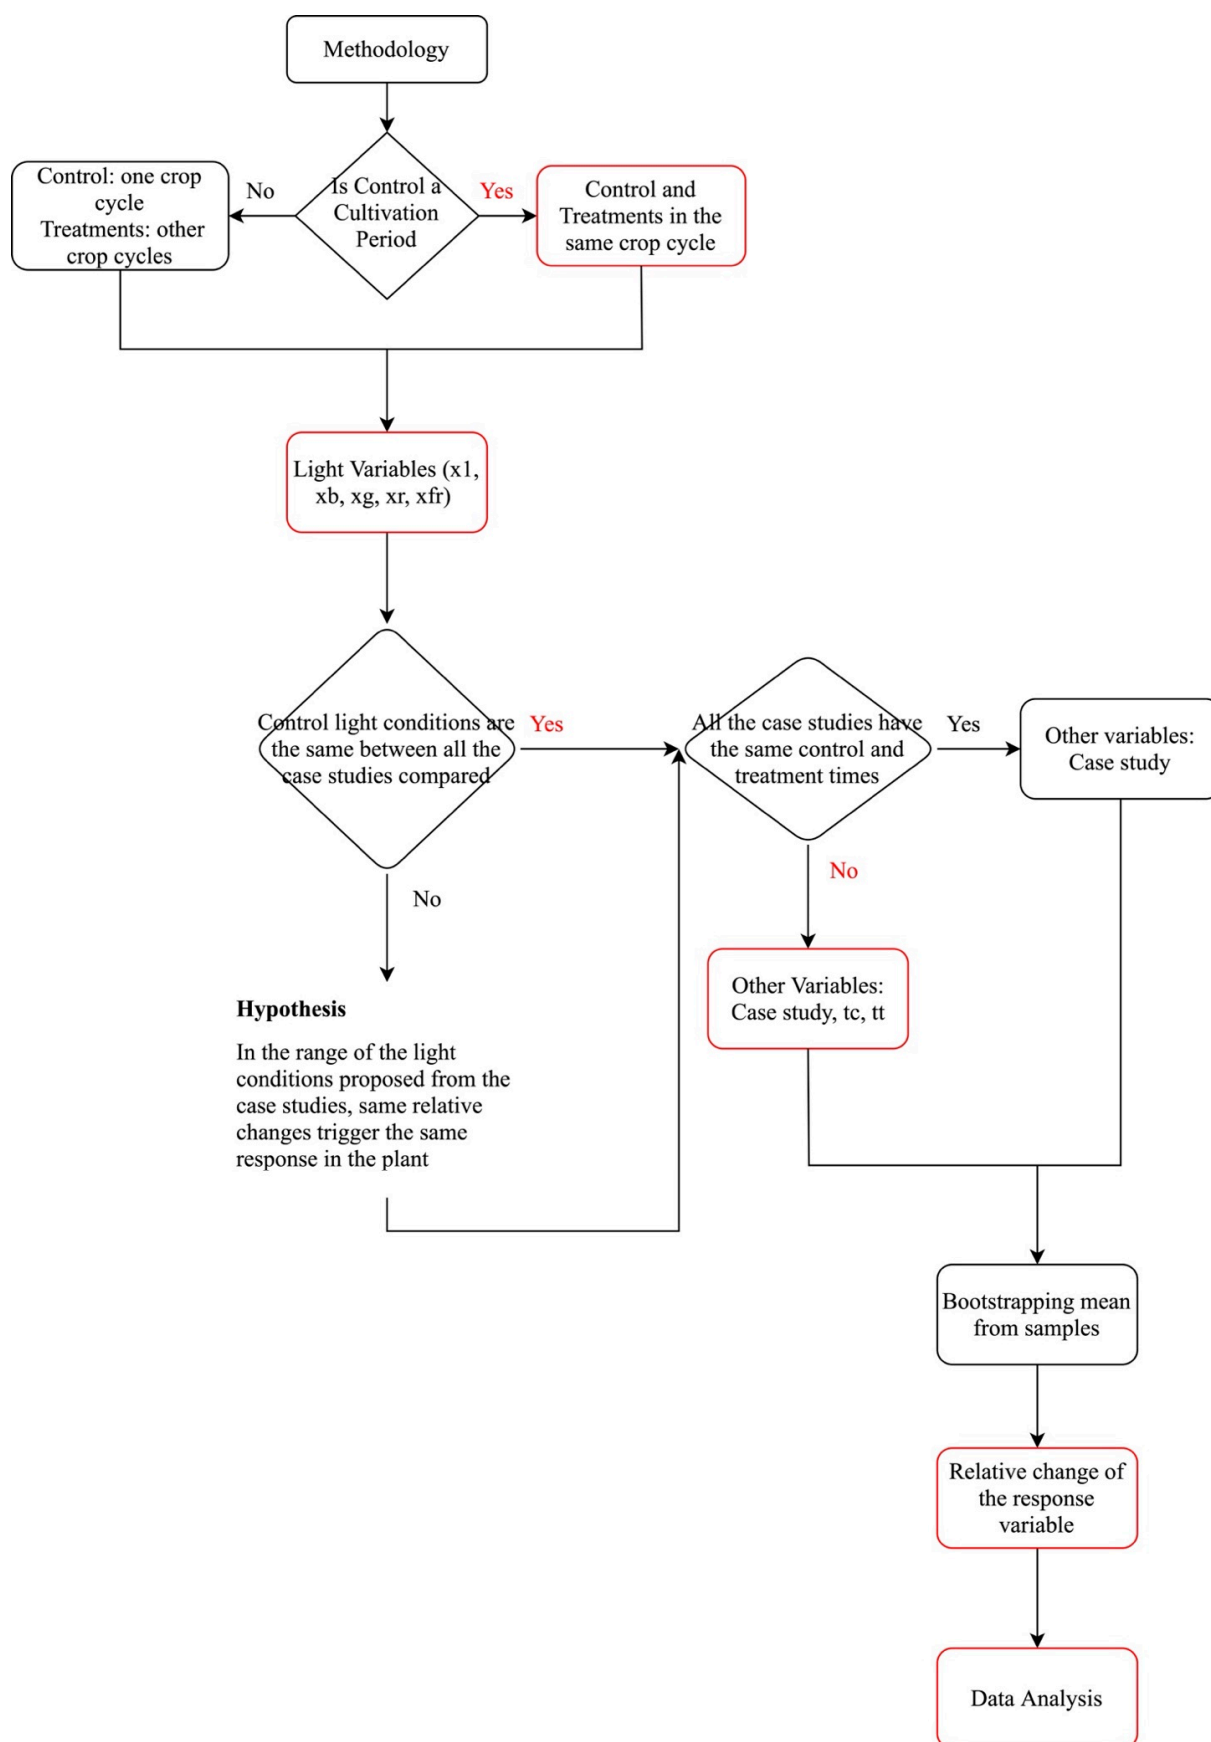 Methodology
Control: one crop
cycle
Treatments: other
crop cycles
No
Is Control a
Cultivation
Period
Yes
Control and
Treatments in the
same crop cycle
Light Variables (x1,
xb, xg, xr, xfr)
Control light conditions are
the same between all the
case studies compared
Yes
All the case studies have
the same control and
treatment times
Yes
Other variables:
Case study
No
No
Other Variables:
Case study, tc, tt
Hypothesis
In the range of the light
conditions proposed from the
case studies, same relative
changes trigger the same
response in the plant
Bootstrapping mean
from samples
Relative change of
the response
variable
Data Analysis